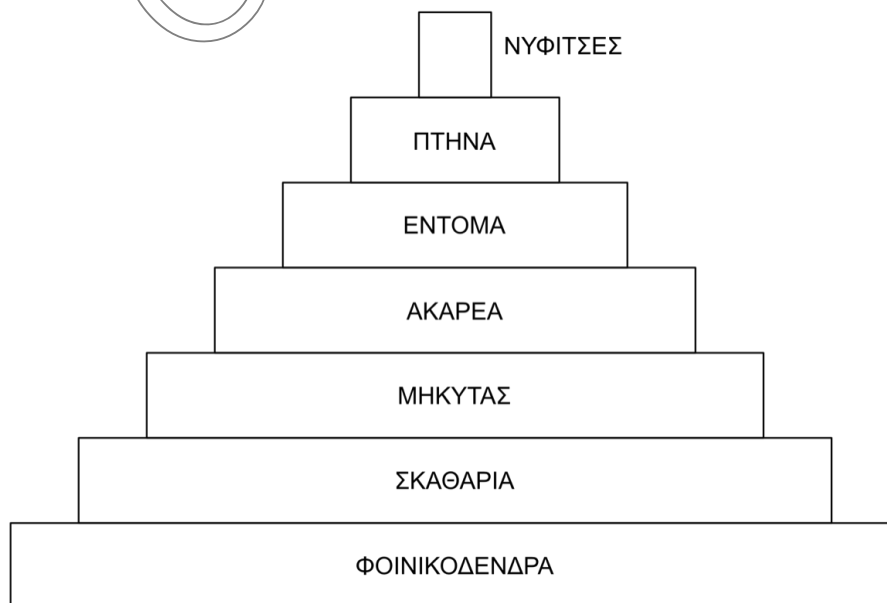 ΝΥΦΙΤΣΕΣ
ΠΤΗΝΑ
ΕΝΤΟΜΑ
ΑΚΑΡΕΑ
ΜΗΚΥΤΑΣ
ΣΚΑΘΑΡΙΑ
ΦΟΙΝΙΚΟΔΕΝΔΡΑ